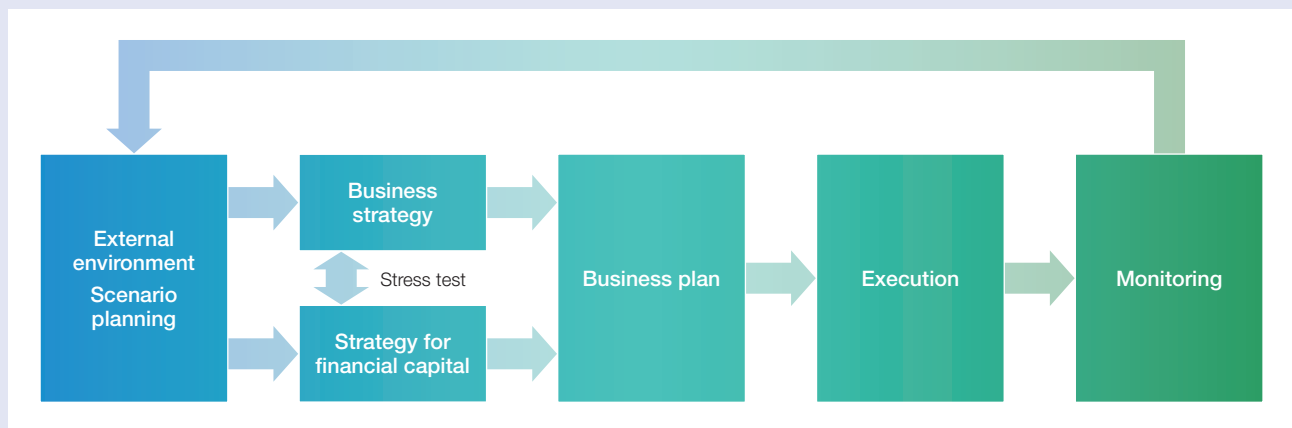 External
environment
Scenario
planning
Business
strategy
Stress test
Strategy for
financial capital
Business plan
Execution
Monitoring